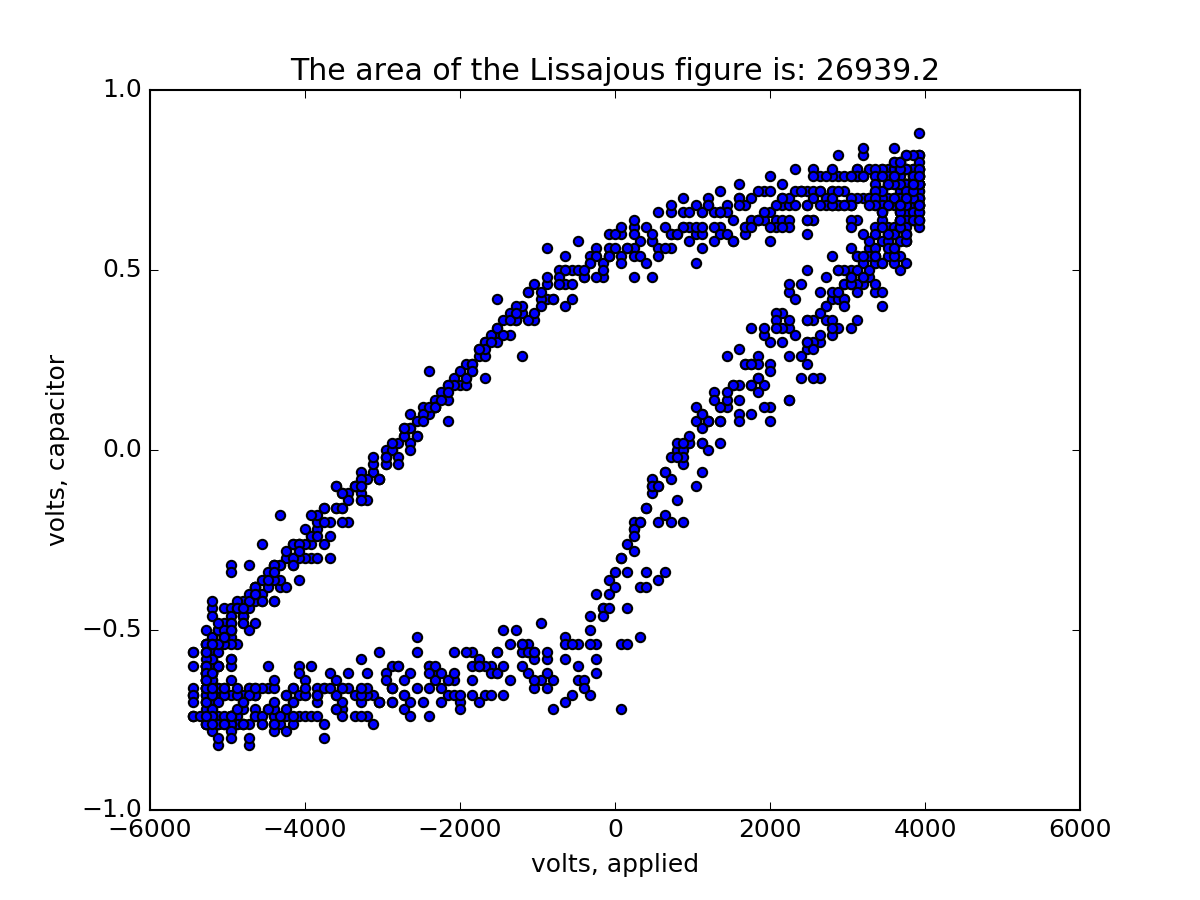 The area of the Lissajous figure is: 26939.2
1.0
0.5
0.0
−0.5
−1.0
volts, capacitor
−6000 −4000 −2000 0 2000 4000 6000
volts, applied